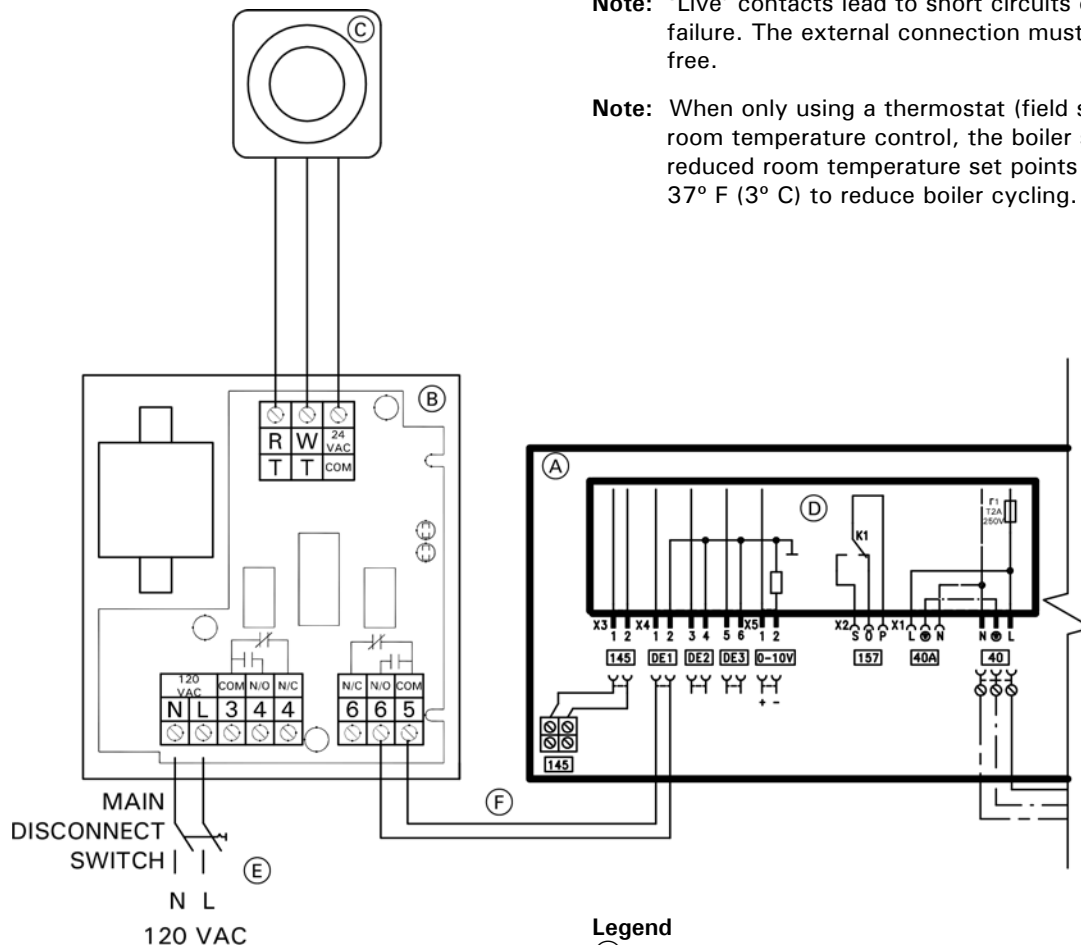 Note: "Live" contacts lead to short circuits
failure. The external connection must
free.
Note: When only using a thermostat (field
room temperature control, the boiler
reduced room temperature set points
37º F (3º C) to reduce boiler cycling.
C
B
R W 24 VAC
T T COM
A
D
F1
T2A
250V
K1
X3 1 2 X4 1 2 3 4 5 6 X5 1 2 X2 S Ö P X1 L N N L
145 DE1 DE2 DE3 0-10V 157 40A 40
+ -
145
120 VAC COM N/O N/C N/C N/O COM
N L 3 4 4 6 6 5
F
MAIN
DISCONNECT
SWITCH
E
N L
120 VAC
Legend